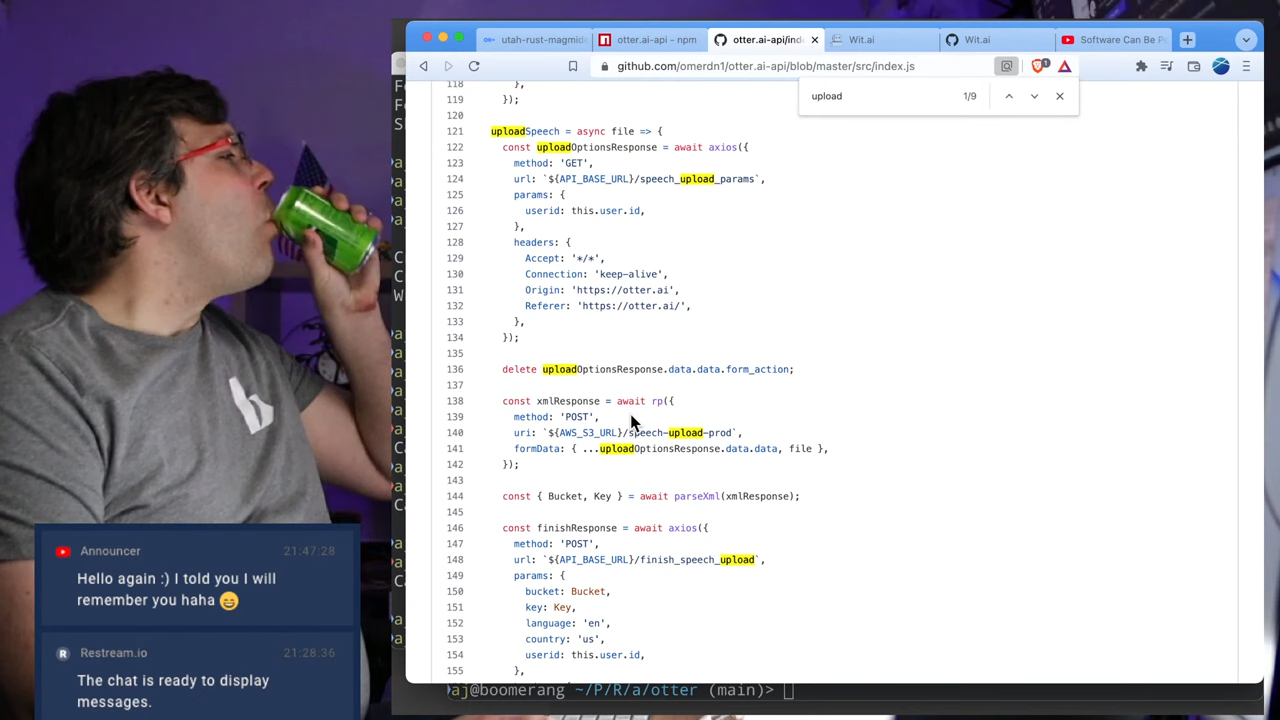 utah-rust-magmide
otter.ai-api - npm
otter.ai-api/ind
Wit.ai
Wit.ai
Software Can Be Po
github.com/omerdn1/otter.ai-api/blob/master/src/index.js
1
upload 1/9
118 },
119 });
120
121 uploadSpeech = async file => {
122 const uploadOptionsResponse = await axios({
123 method: 'GET',
124 url: `${API_BASE_URL}/speech_upload_params`,
125 params: {
126 userid: this.user.id,
127 },
128 headers: {
129 Accept: '*/*',
130 Connection: 'keep-alive',
131 Origin: 'https://otter.ai',
132 Referer: 'https://otter.ai/',
133 },
134 });
135
136 delete uploadOptionsResponse.data.data.form_action;
137
138 const xmlResponse = await rp({
139 method: 'POST',
140 uri: `${AWS_S3_URL}/speech-upload-prod`,
141 formData: { ...uploadOptionsResponse.data.data, file },
142 });
143
144 const { Bucket, Key } = await parseXml(xmlResponse);
145
146 const finishResponse = await axios({
147 method: 'POST',
148 url: `${API_BASE_URL}/finish_speech_upload`,
149 params: {
150 bucket: Bucket,
151 key: Key,
152 language: 'en',
153 country: 'us',
154 userid: this.user.id,
155 },
aj@boomerang ~/P/R/a/otter (main)>
Announcer 21:47:28
Hello again :) I told you I will
remember you haha 😄
R Restream.io 21:28:36
The chat is ready to display
messages.